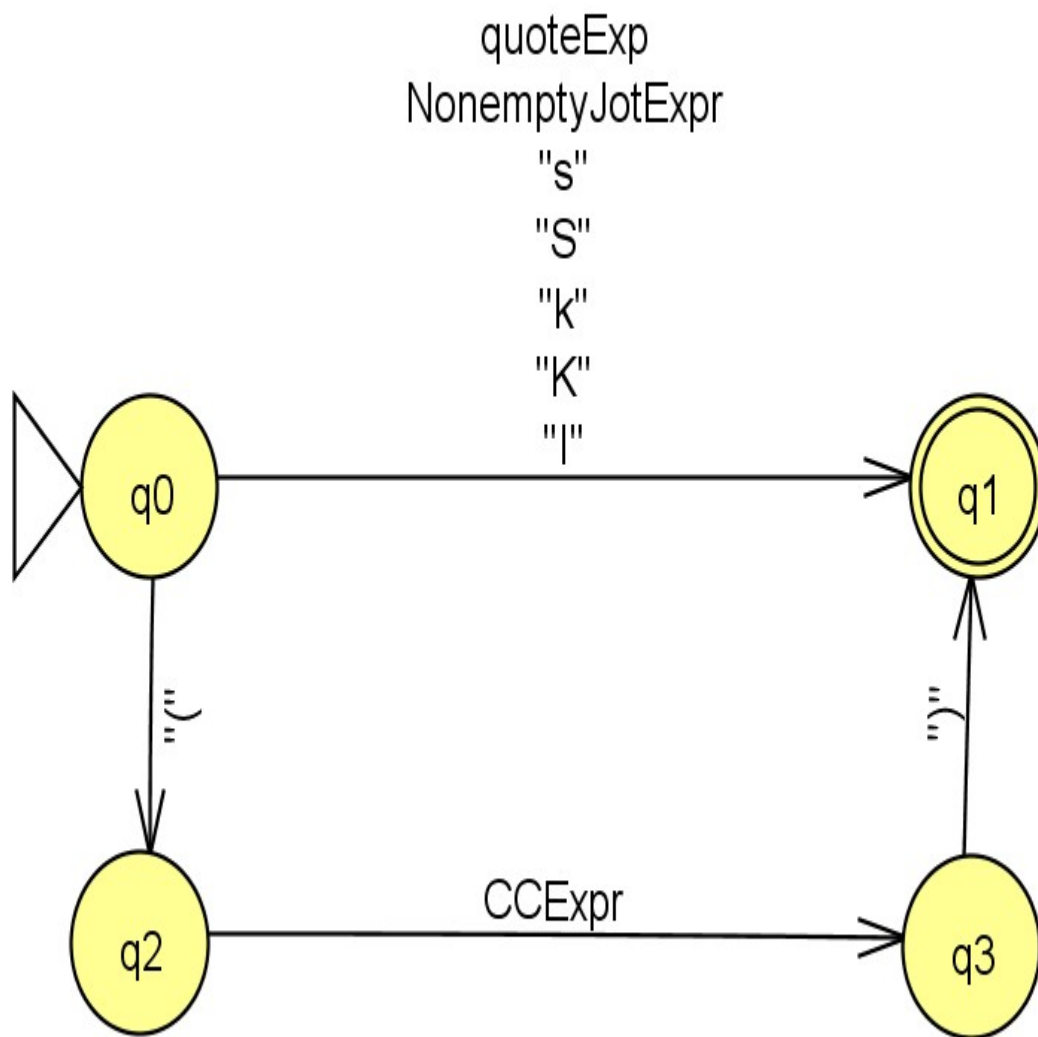 quoteExp
NonemptyJotExpr
"s"
"S"
"k"
"K"
"I"
q0
q1
"("
")"
CCExpr
q2
q3